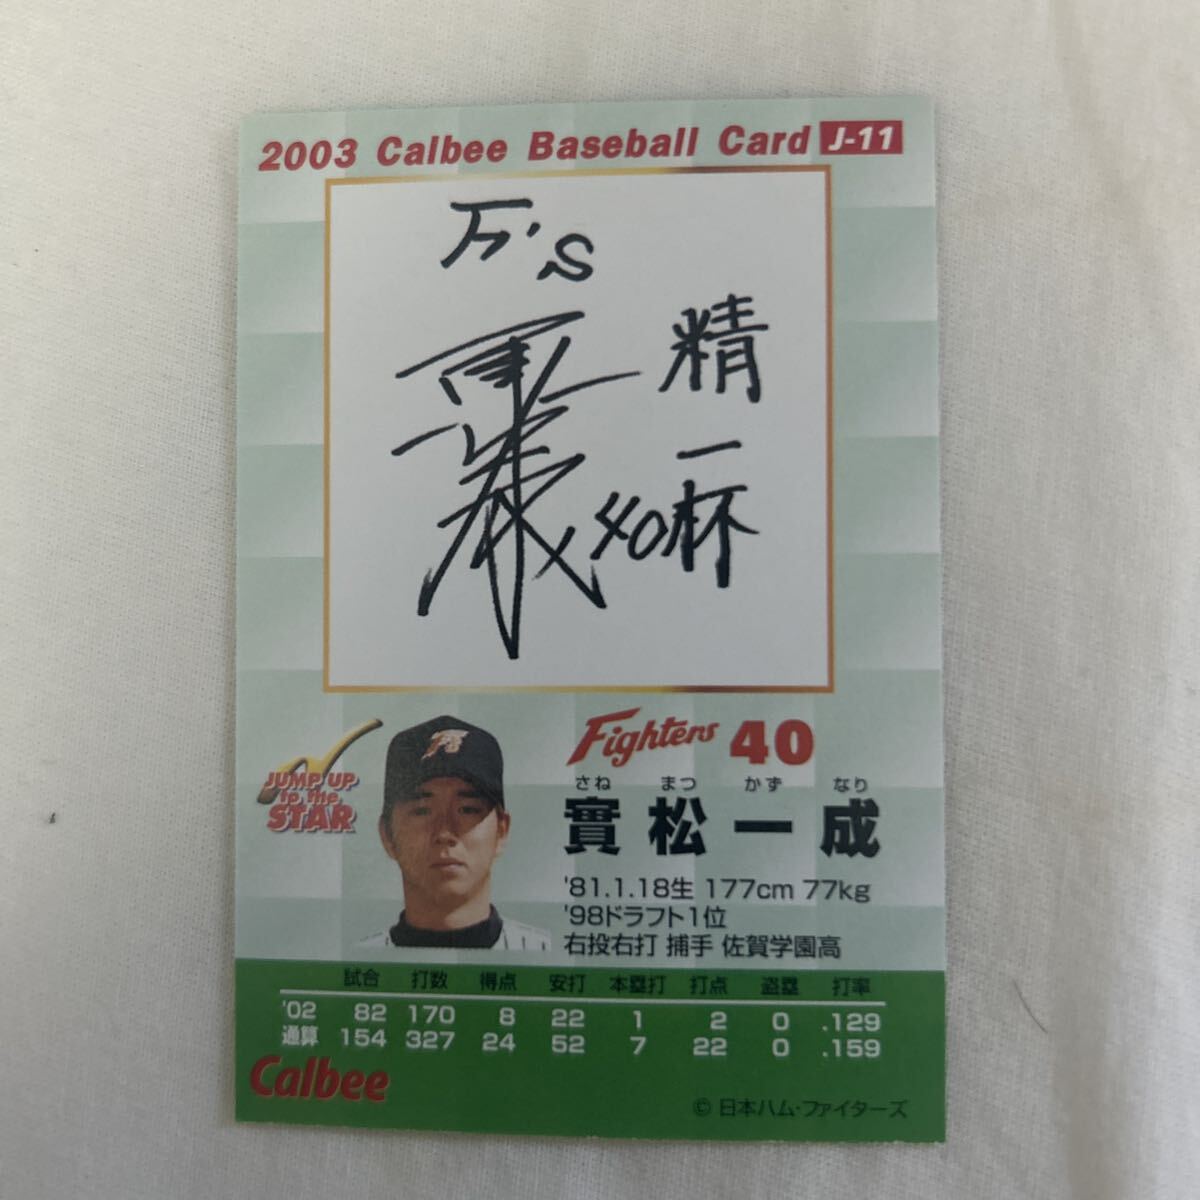 2003 Calbee Baseball Card J-11
F's
精一杯
40
JUMP UP
to the
STAR
Fighters 40
さね まつ かず なり
實松一成
'81.1.18生 177cm 77kg
'98ドラフト1位
右投右打 捕手 佐賀学園高
試合 打数 得点 安打 本塁打 打点 盗塁 打率
'02 82 170 8 22 1 2 0 .129
通算 154 327 24 52 7 22 0 .159
Calbee
© 日本ハム・ファイターズ